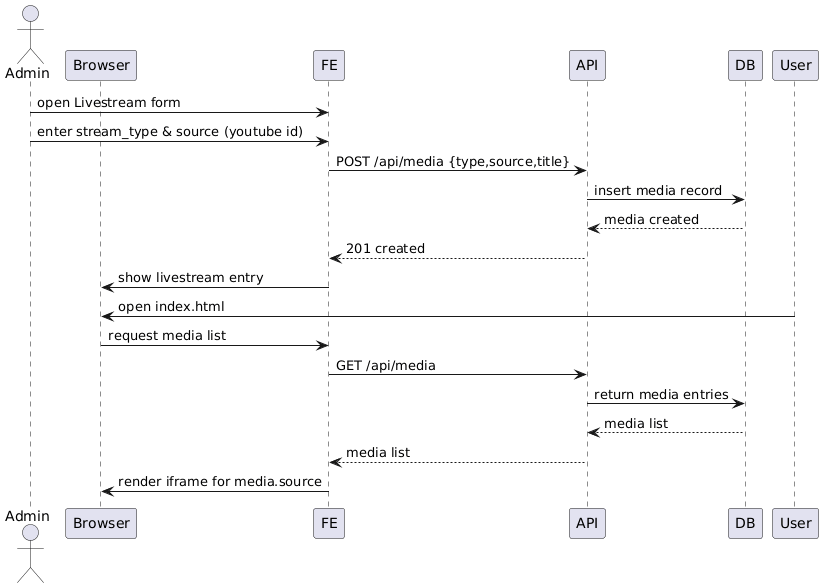 Admin
Browser
FE
API
DB
User
open Livestream form
enter stream_type & source (youtube id)
POST /api/media {type,source,title}
insert media record
media created
201 created
show livestream entry
open index.html
request media list
GET /api/media
return media entries
media list
media list
render iframe for media.source
Admin
Browser
FE
API
DB
User